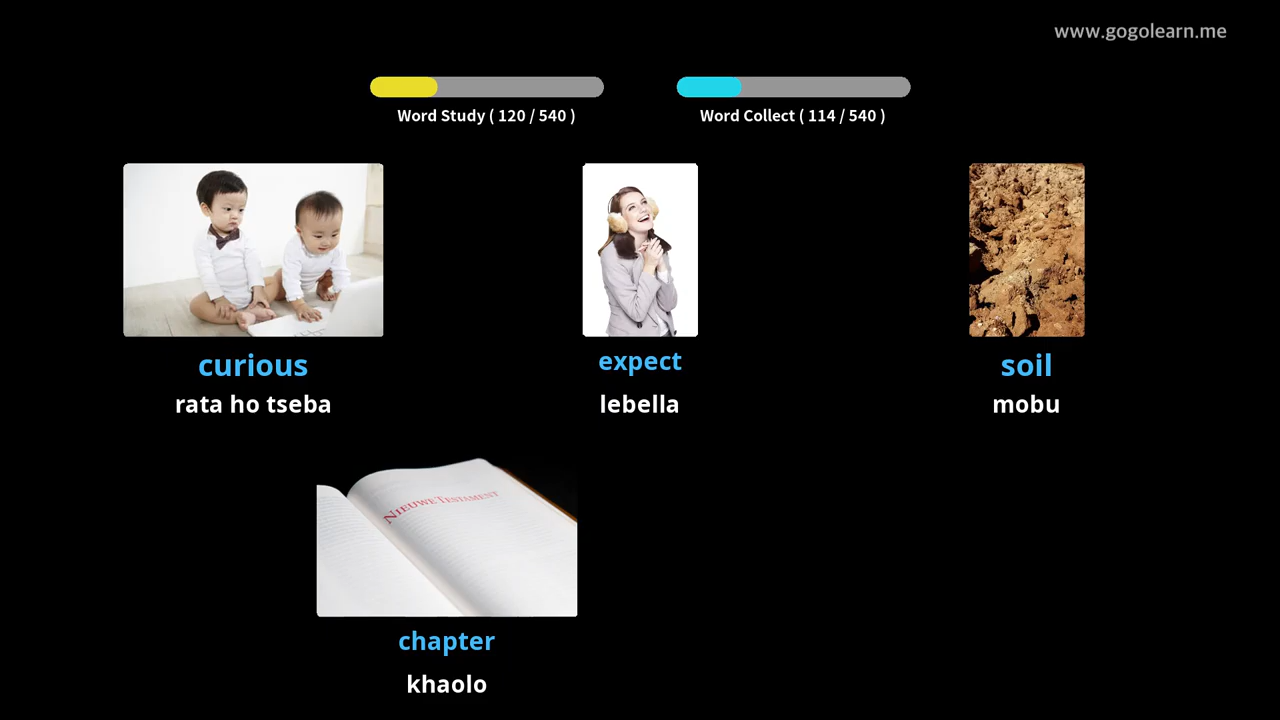 www.gogolearn.me
Word Study ( 120 / 540 )
Word Collect ( 114 / 540 )
curious
rata ho tseba
expect
lebella
soil
mobu
NIEUWE TESTAMENT
chapter
khaolo